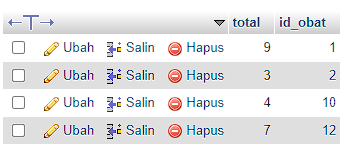 total id_obat
Ubah Salin Hapus 9 1
Ubah Salin Hapus 3 2
Ubah Salin Hapus 4 10
Ubah Salin Hapus 7 12